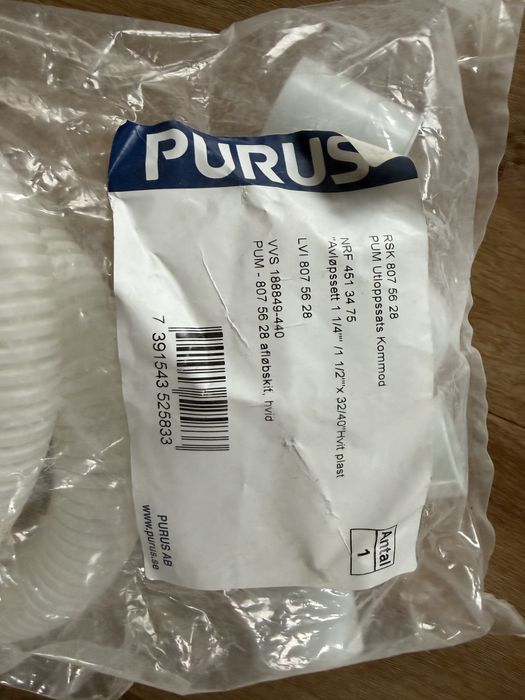 PURUS
RSK 807 56 28
PUM Utloppssats Kommod
NRF 451 34 75
"Avløpssett 1 1/4"" /1 1/2""x 32/40"Hvit plast
LVI 807 56 28
VVS 188849-440
PUM - 807 56 28 afløbskit, hvid
7 391543 525833
Antal
1
PURUS AB
www.purus.se